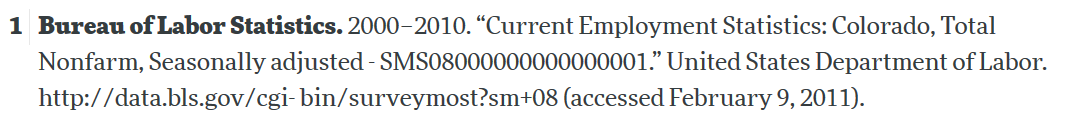 1 Bureau of Labor Statistics. 2000–2010. “Current Employment Statistics: Colorado, Total
Nonfarm, Seasonally adjusted - SMS08000000000000001.” United States Department of Labor.
http://data.bls.gov/cgi- bin/surveymost?sm+08 (accessed February 9, 2011).